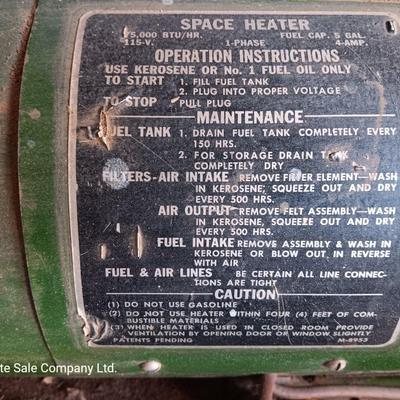 SPACE HEATER
75,000 BTU/HR. FUEL CAP. 5 GAL.
115-V. 1-PHASE 4-AMP.
OPERATION INSTRUCTIONS
USE KEROSENE OR No. 1 FUEL OIL ONLY
TO START 1. FILL FUEL TANK
2. PLUG INTO PROPER VOLTAGE
TO STOP PULL PLUG
MAINTENANCE
FUEL TANK 1. DRAIN FUEL TANK COMPLETELY EVERY
150 HRS.
2. FOR STORAGE DRAIN TANK
COMPLETELY DRY
FILTERS-AIR INTAKE REMOVE FILTER ELEMENT—WASH
IN KEROSENE, SQUEEZE OUT AND DRY
EVERY 500 HRS.
AIR OUTPUT REMOVE FELT ASSEMBLY—WASH
IN KEROSENE, SQUEEZE OUT AND DRY
EVERY 500 HRS.
FUEL INTAKE REMOVE ASSEMBLY & WASH IN
KEROSENE OR BLOW OUT IN REVERSE
WITH AIR
FUEL & AIR LINES BE CERTAIN ALL LINE CONNEC-
TIONS ARE TIGHT
CAUTION
(1) DO NOT USE GASOLINE
(2) DO NOT USE HEATER WITHIN FOUR (4) FEET OF COM-
BUSTIBLE MATERIALS
(3) WHEN HEATER IS USED IN CLOSED ROOM PROVIDE
VENTILATION BY OPENING DOOR OR WINDOW SLIGHTLY
PATENTS PENDING M-8953
te Sale Company Ltd.